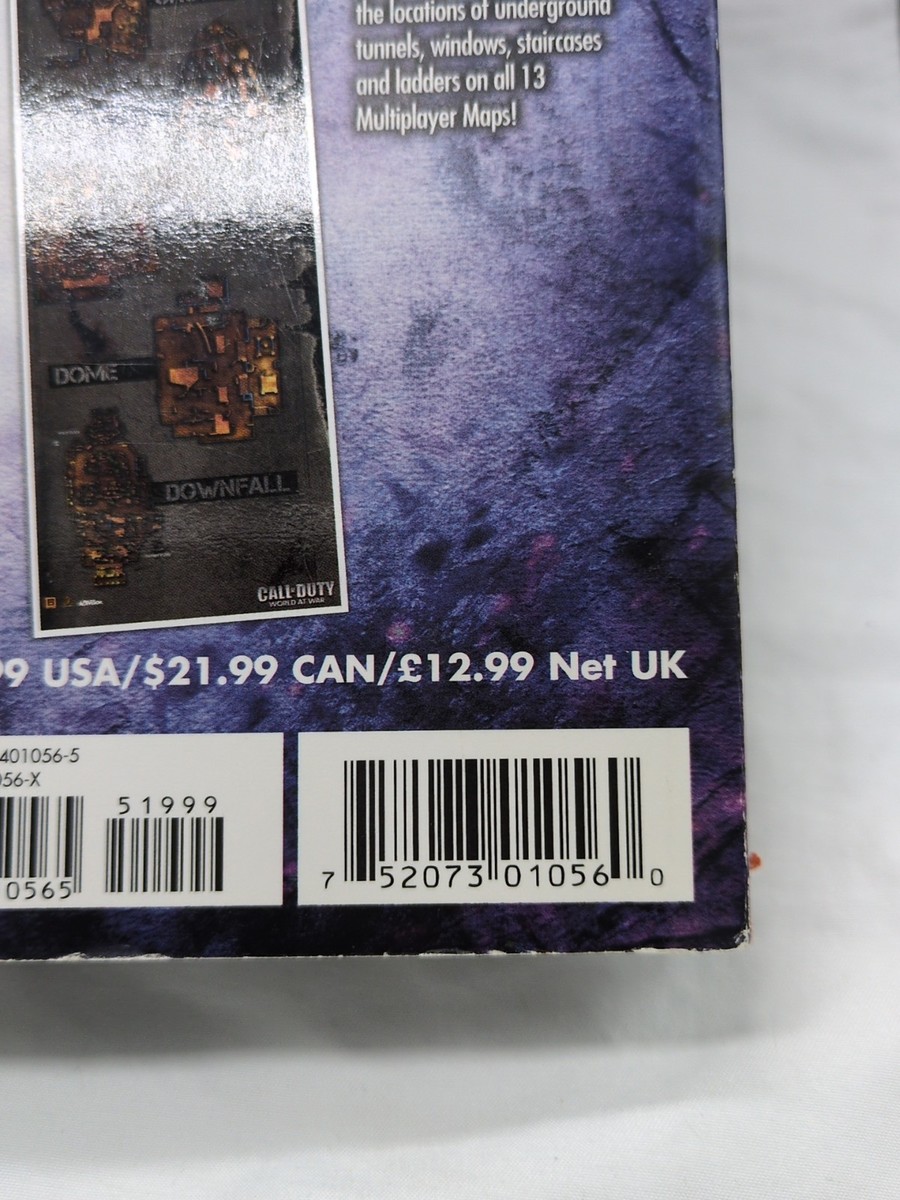 the locations of underground
tunnels, windows, staircases
and ladders on all 13
Multiplayer Maps!
DOME
DOWNFALL
CALL OF DUTY
WORLD AT WAR
99 USA/$21.99 CAN/£12.99 Net UK
401056-5
056-X
51999
0565
7 52073 01056 0